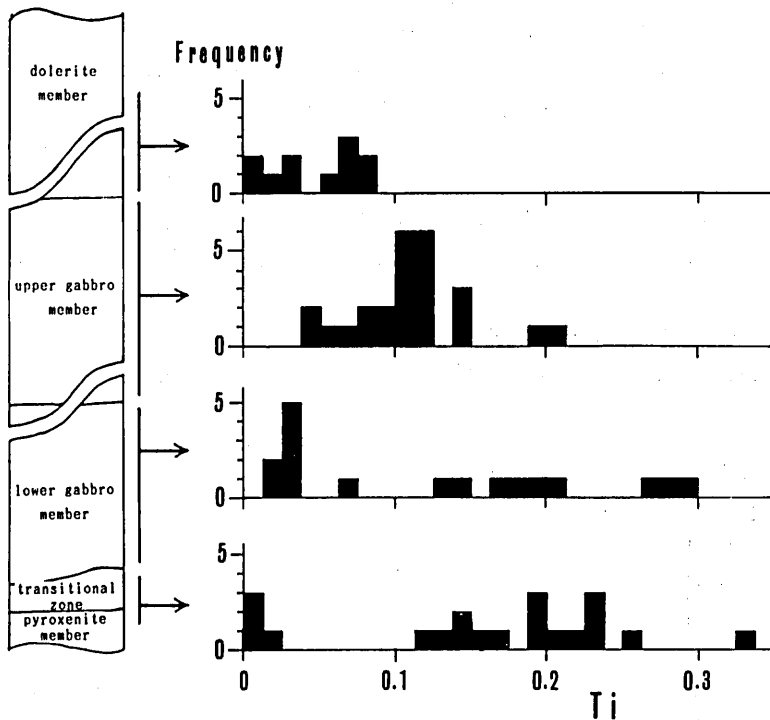 Frequency
dolerite
member
5
0
upper gabbro
member
5
0
lower gabbro
member
5
0
transitional
zone
pyroxenite
member
5
0
0.1
0.2
0.3
Ti